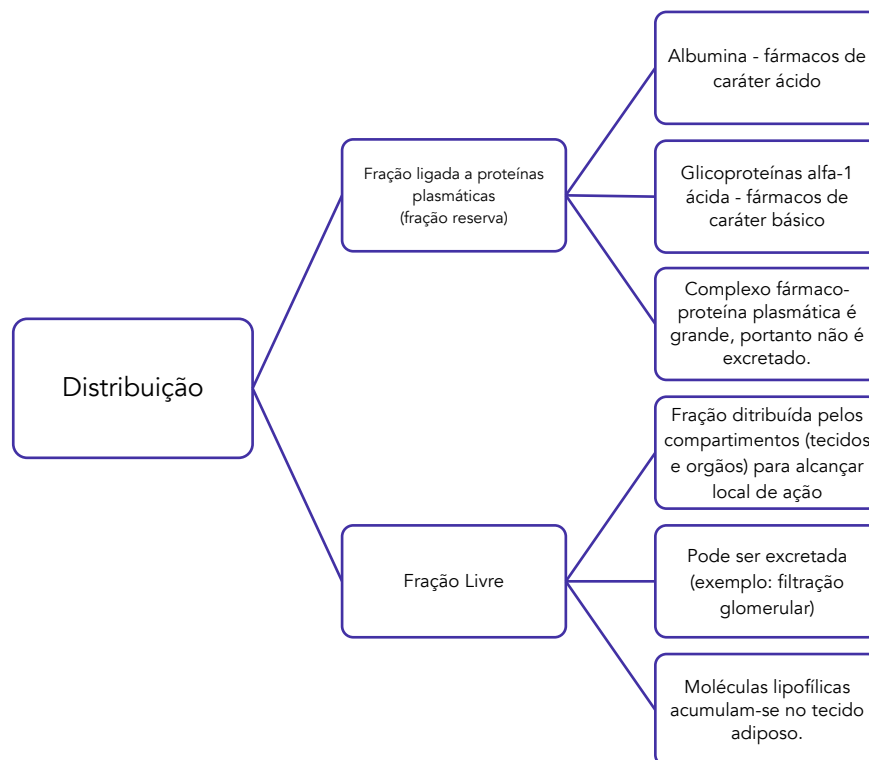 Distribuição
Fração ligada a proteínas
plasmáticas
(fração reserva)
Albumina - fármacos de
caráter ácido
Glicoproteínas alfa-1
ácida - fármacos de
caráter básico
Complexo fármaco-
proteína plasmática é
grande, portanto não é
excretado.
Fração Livre
Fração ditribuída pelos
compartimentos (tecidos
e orgãos) para alcançar
local de ação
Pode ser excretada
(exemplo: filtração
glomerular)
Moléculas lipofílicas
acumulam-se no tecido
adiposo.